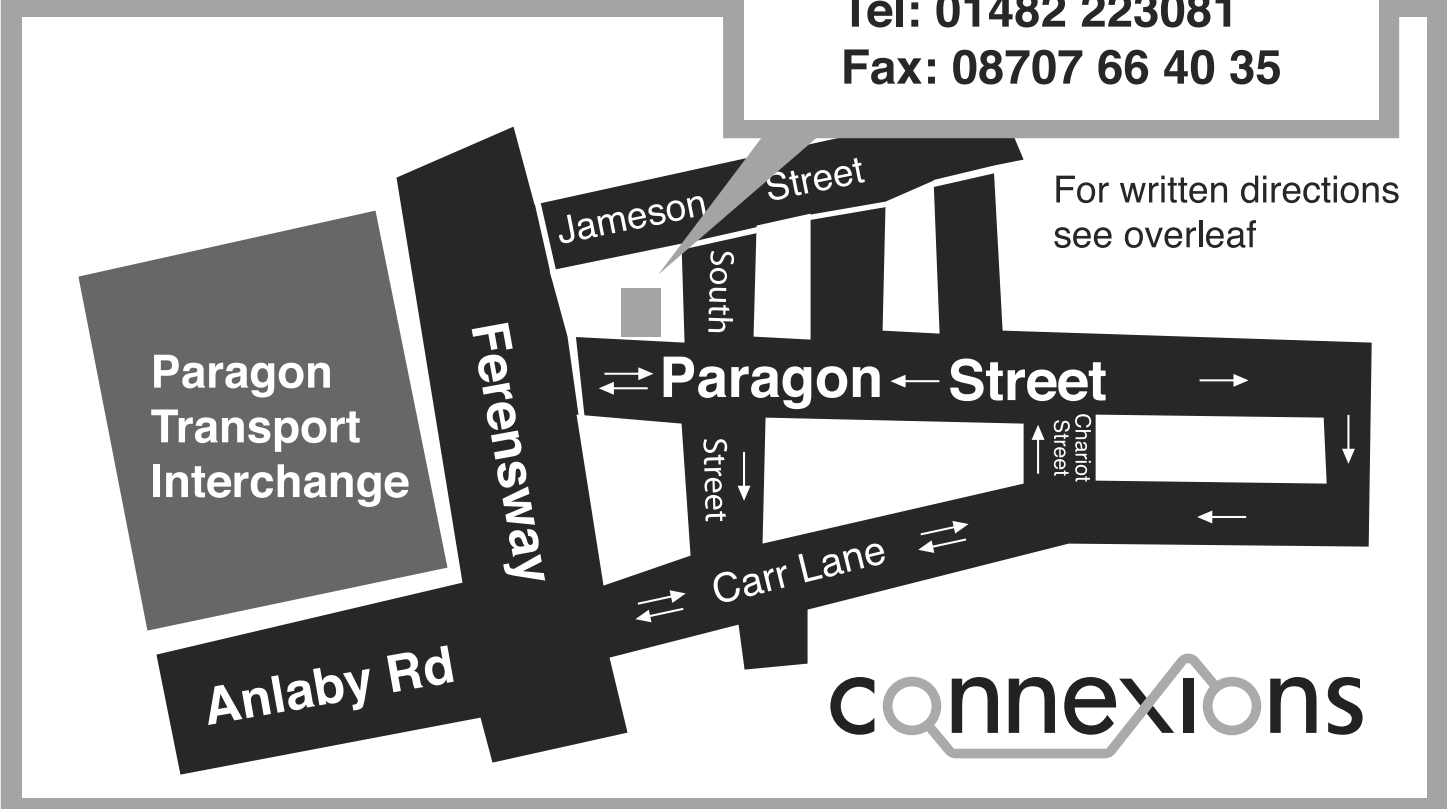 Tel: 01482 223081
Fax: 08707 66 40 35
For written directions
see overleaf
Jameson Street
South
Street
Paragon
Transport
Interchange
Ferensway
Paragon Street
Chariot
Street
Carr Lane
Anlaby Rd
connexions